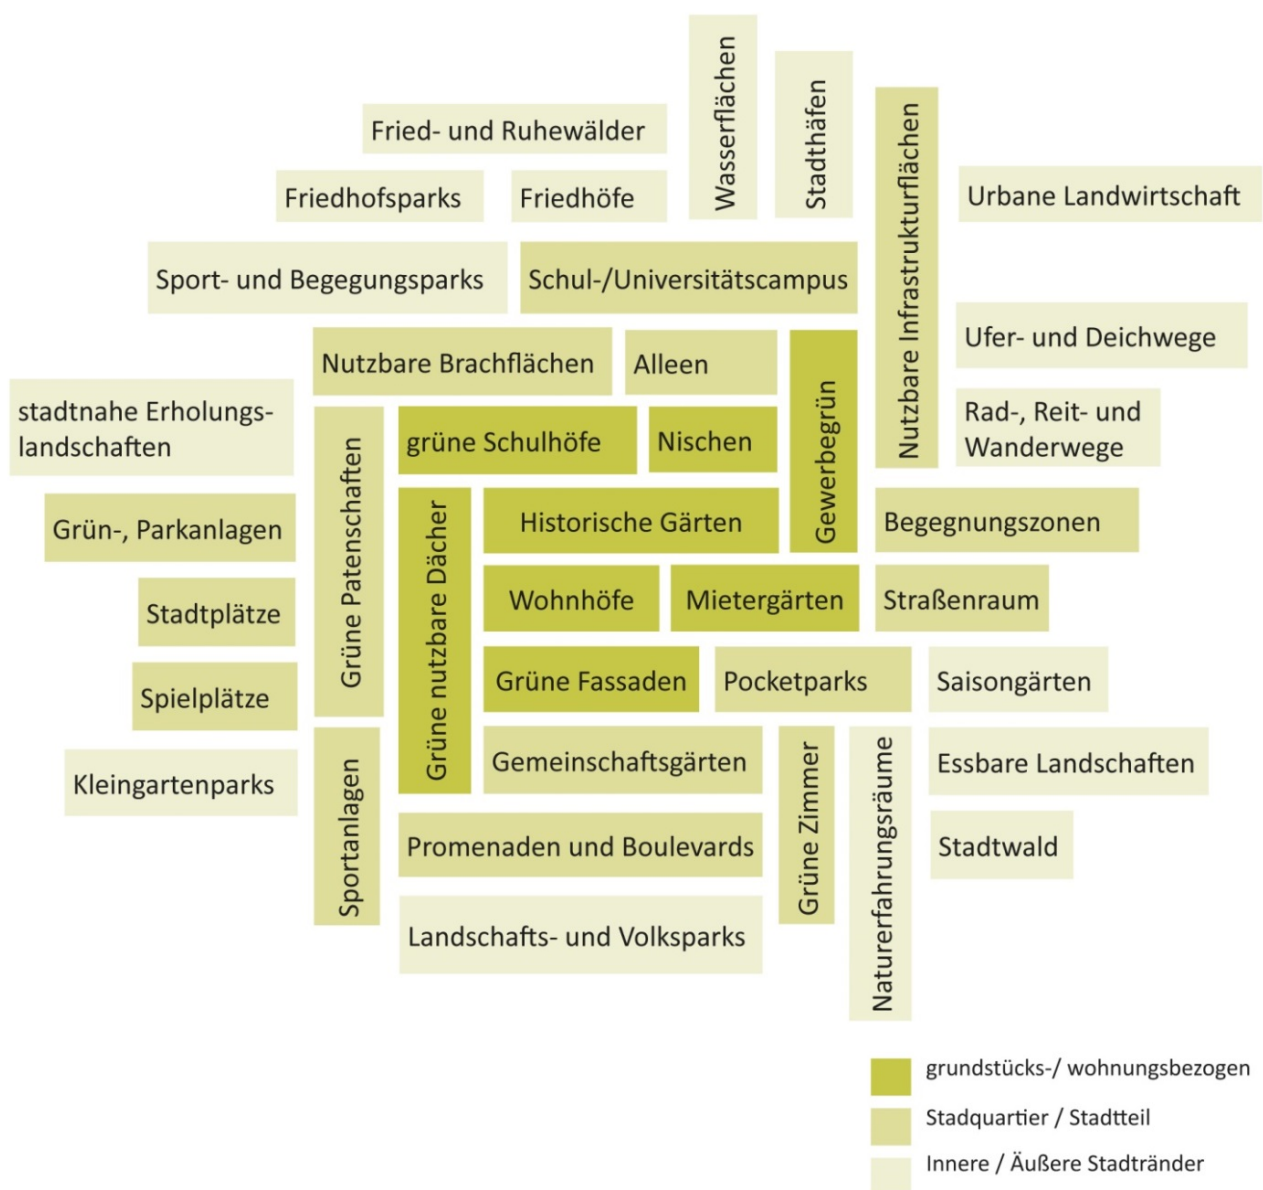 Wasserflächen
Stadthäfen
Nutzbare Infrastrukturflächen
Fried- und Ruhewälder
Friedhofsparks
Friedhöfe
Urbane Landwirtschaft
Sport- und Begegungsparks
Schul-/Universitätscampus
Ufer- und Deichwege
Nutzbare Brachflächen
Alleen
Gewerbegrün
stadtnahe Erholungs-
landschaften
Grüne Patenschaften
grüne Schulhöfe
Nischen
Rad-, Reit- und
Wanderwege
Grün-, Parkanlagen
Grüne nutzbare Dächer
Historische Gärten
Begegnungszonen
Stadtplätze
Wohnhöfe
Mietergärten
Straßenraum
Spielplätze
Grüne Fassaden
Pocketparks
Saisongärten
Kleingartenparks
Sportanlagen
Gemeinschaftsgärten
Grüne Zimmer
Naturerfahrungsräume
Essbare Landschaften
Promenaden und Boulevards
Stadtwald
Landschafts- und Volksparks
grundstücks-/ wohnungsbezogen
Stadquartier / Stadtteil
Innere / Äußere Stadtränder